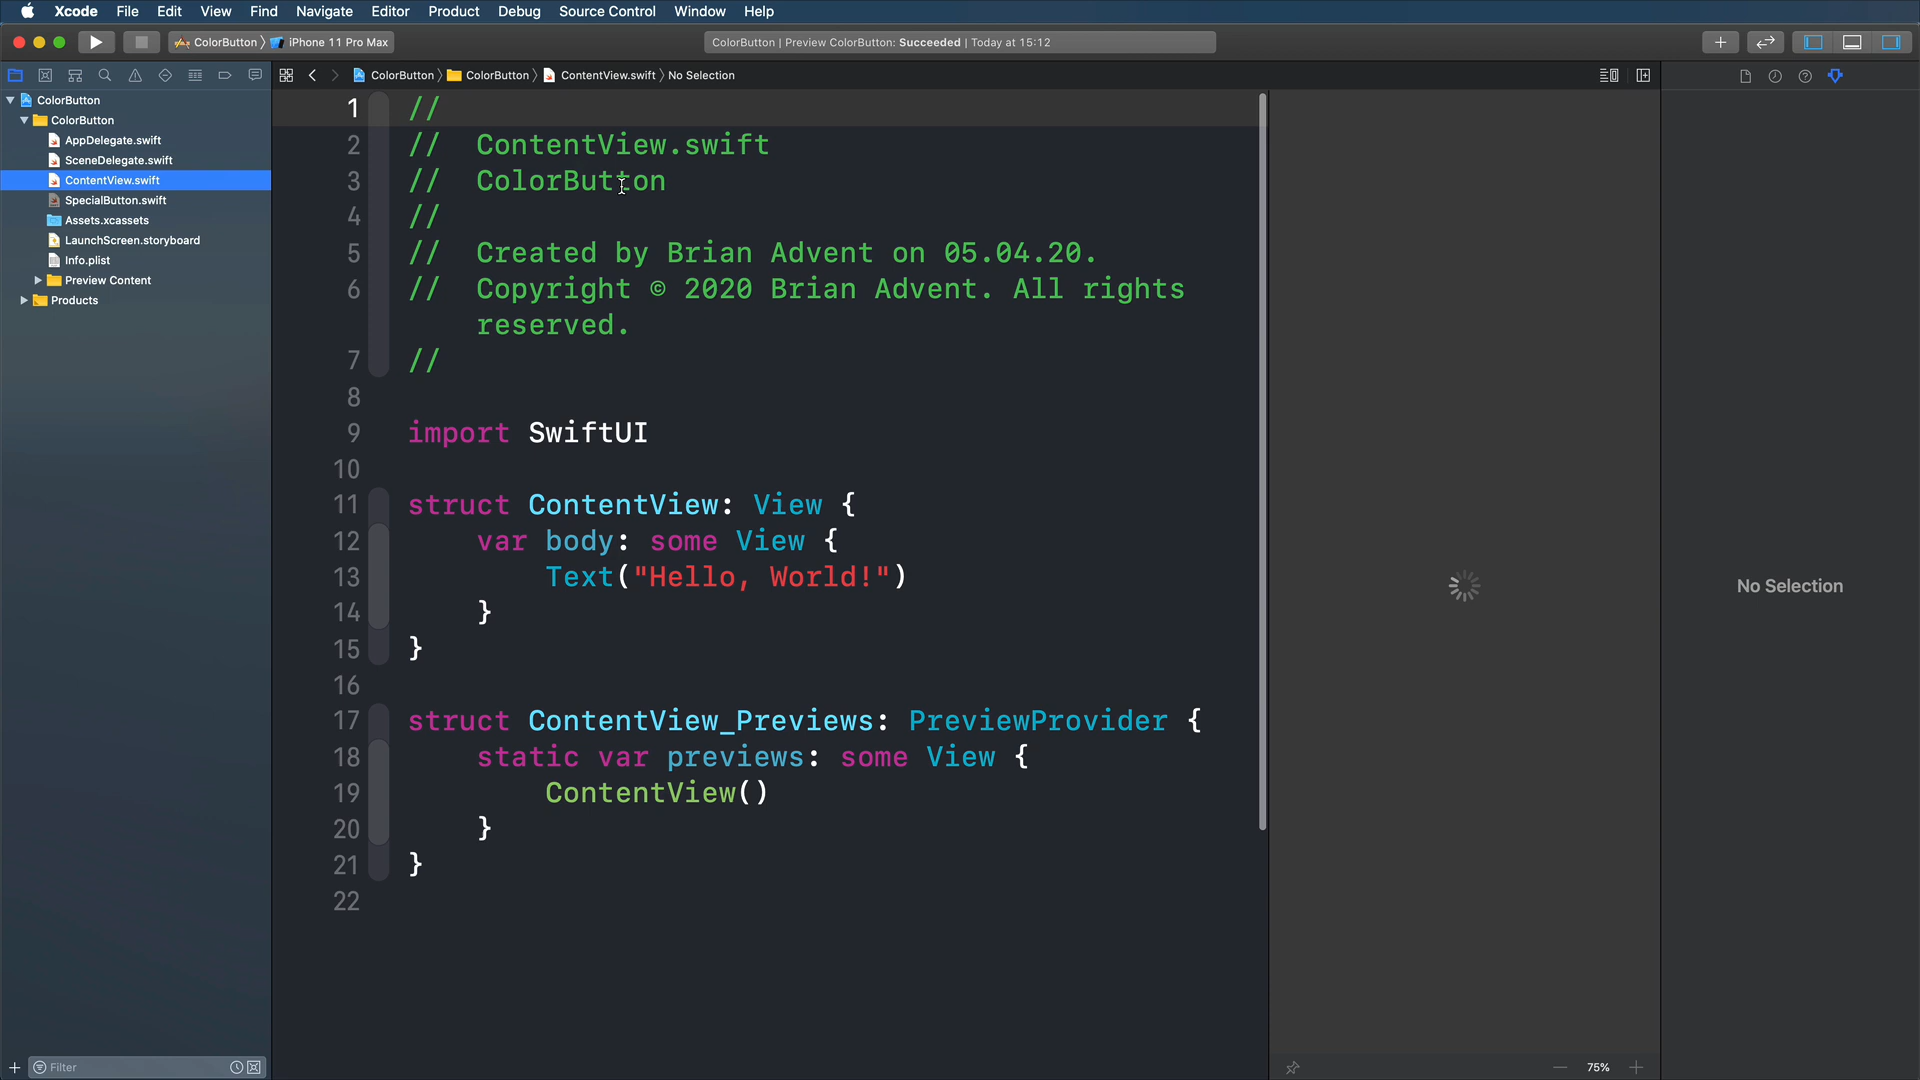 Xcode File Edit View Find Navigate Editor Product Debug Source Control Window Help
ColorButton iPhone 11 Pro Max
ColorButton | Preview ColorButton: Succeeded | Today at 15:12
ColorButton ColorButton ContentView.swift No Selection
ColorButton
ColorButton
AppDelegate.swift
SceneDelegate.swift
ContentView.swift
SpecialButton.swift
Assets.xcassets
LaunchScreen.storyboard
Info.plist
Preview Content
Products
Filter
1 //
2 // ContentView.swift
3 // ColorButton
4 //
5 // Created by Brian Advent on 05.04.20.
6 // Copyright © 2020 Brian Advent. All rights
reserved.
7 //
8
9 import SwiftUI
10
11 struct ContentView: View {
12 var body: some View {
13 Text("Hello, World!")
14 }
15 }
16
17 struct ContentView_Previews: PreviewProvider {
18 static var previews: some View {
19 ContentView()
20 }
21 }
22
75%
No Selection